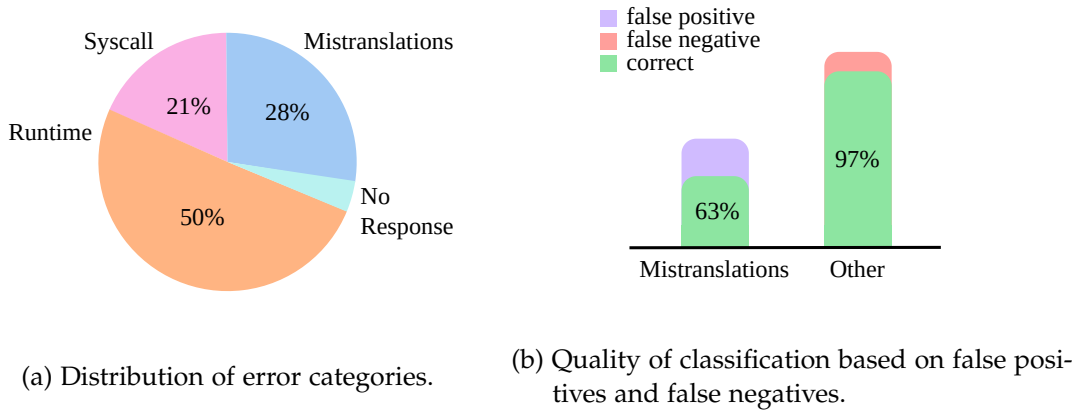 Syscall
Mistranslations
21%
28%
Runtime
No
Response
50%
(a) Distribution of error categories.
false positive
false negative
correct
97%
63%
Mistranslations
Other
(b) Quality of classification based on false posi-
tives and false negatives.